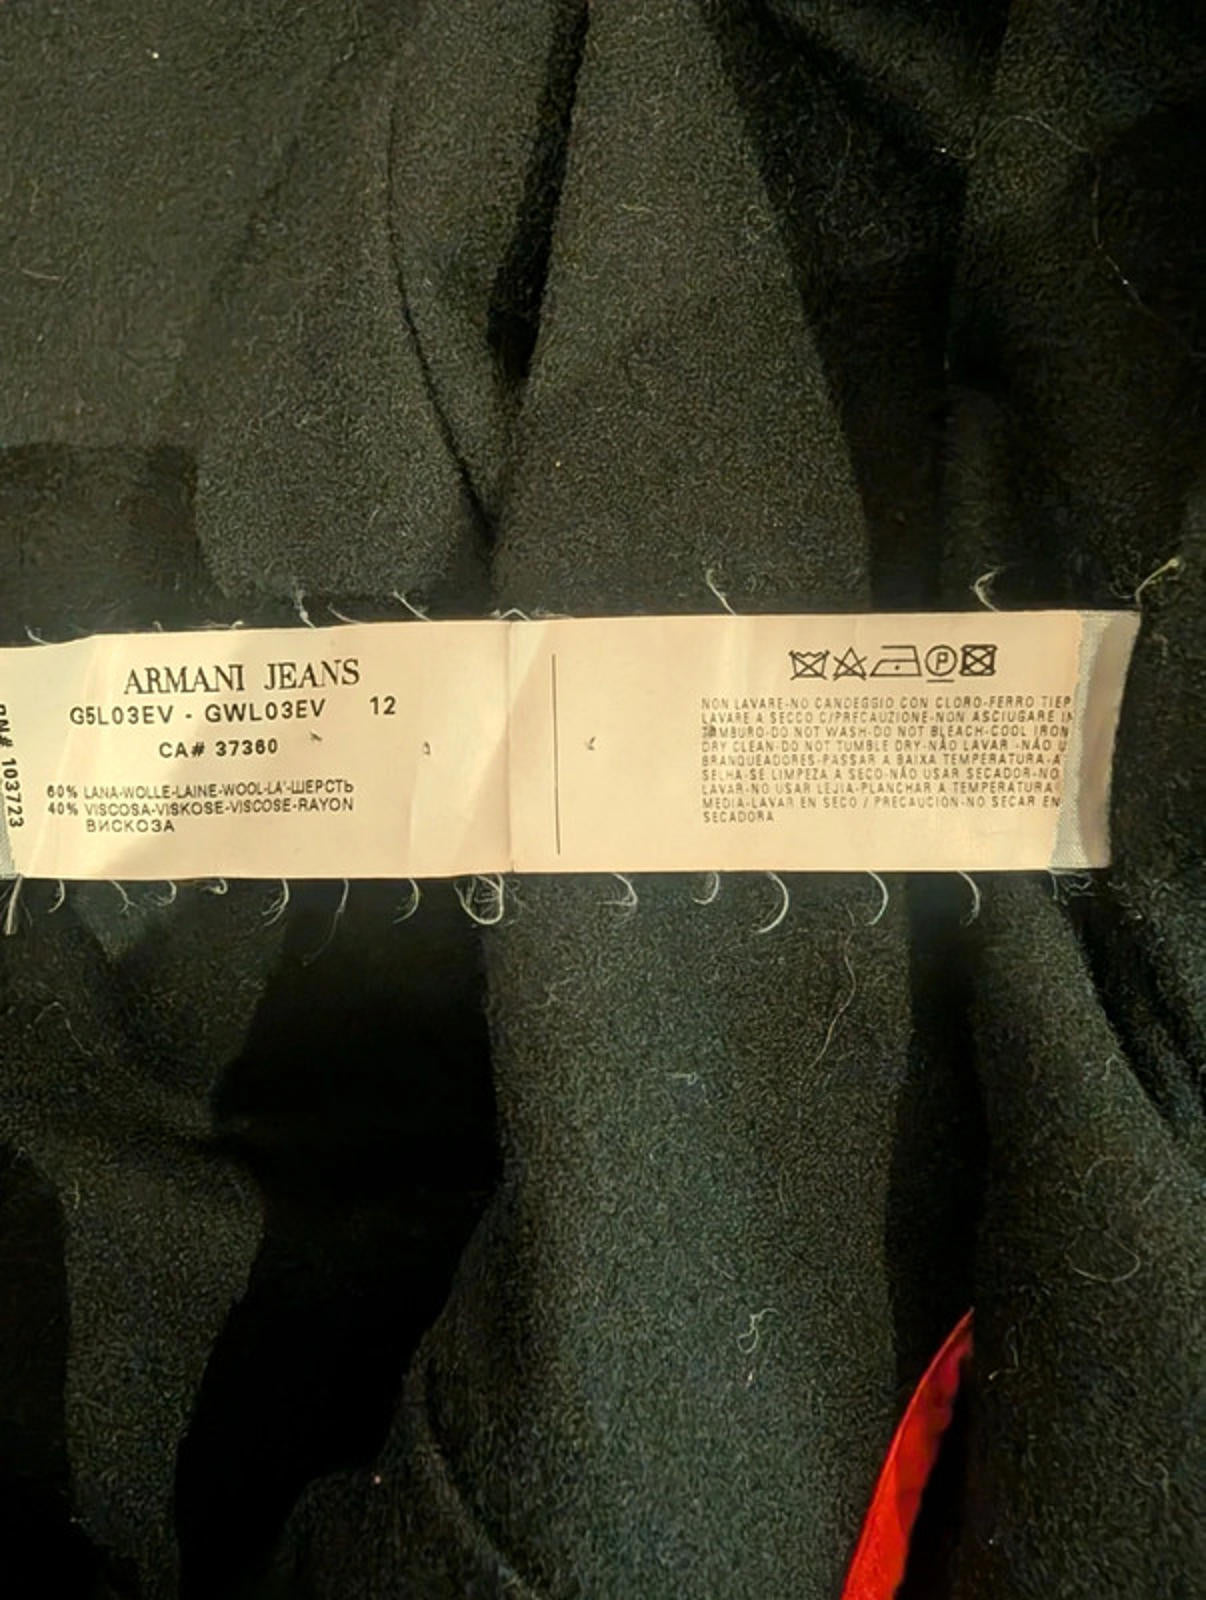 RN# 103723
ARMANI JEANS
G5L03EV - GWL03EV 12
CA# 37360
60% LANA-WOLLE-LAINE-WOOL-LA'-ШЕРСТЬ
40% VISCOSA-VISKOSE-VISCOSE-RAYON
ВИСКОЗА
P
NON LAVARE-NO CANDEGGIO CON CLORO-FERRO TIEP
LAVARE A SECCO C/PRECAUZIONE-NON ASCIUGARE IN
TAMBURO-DO NOT WASH-DO NOT BLEACH-COOL IRON
DRY CLEAN-DO NOT TUMBLE DRY-NÃO LAVAR -NÃO U
BRANQUEADORES-PASSAR A BAIXA TEMPERATURA-A
SELHA-SE LIMPEZA A SECO-NÃO USAR SECADOR-NO
LAVAR-NO USAR LEJIA-PLANCHAR A TEMPERATURA
MEDIA-LAVAR EN SECO / PRECAUCIÓN-NO SECAR EN
SECADORA